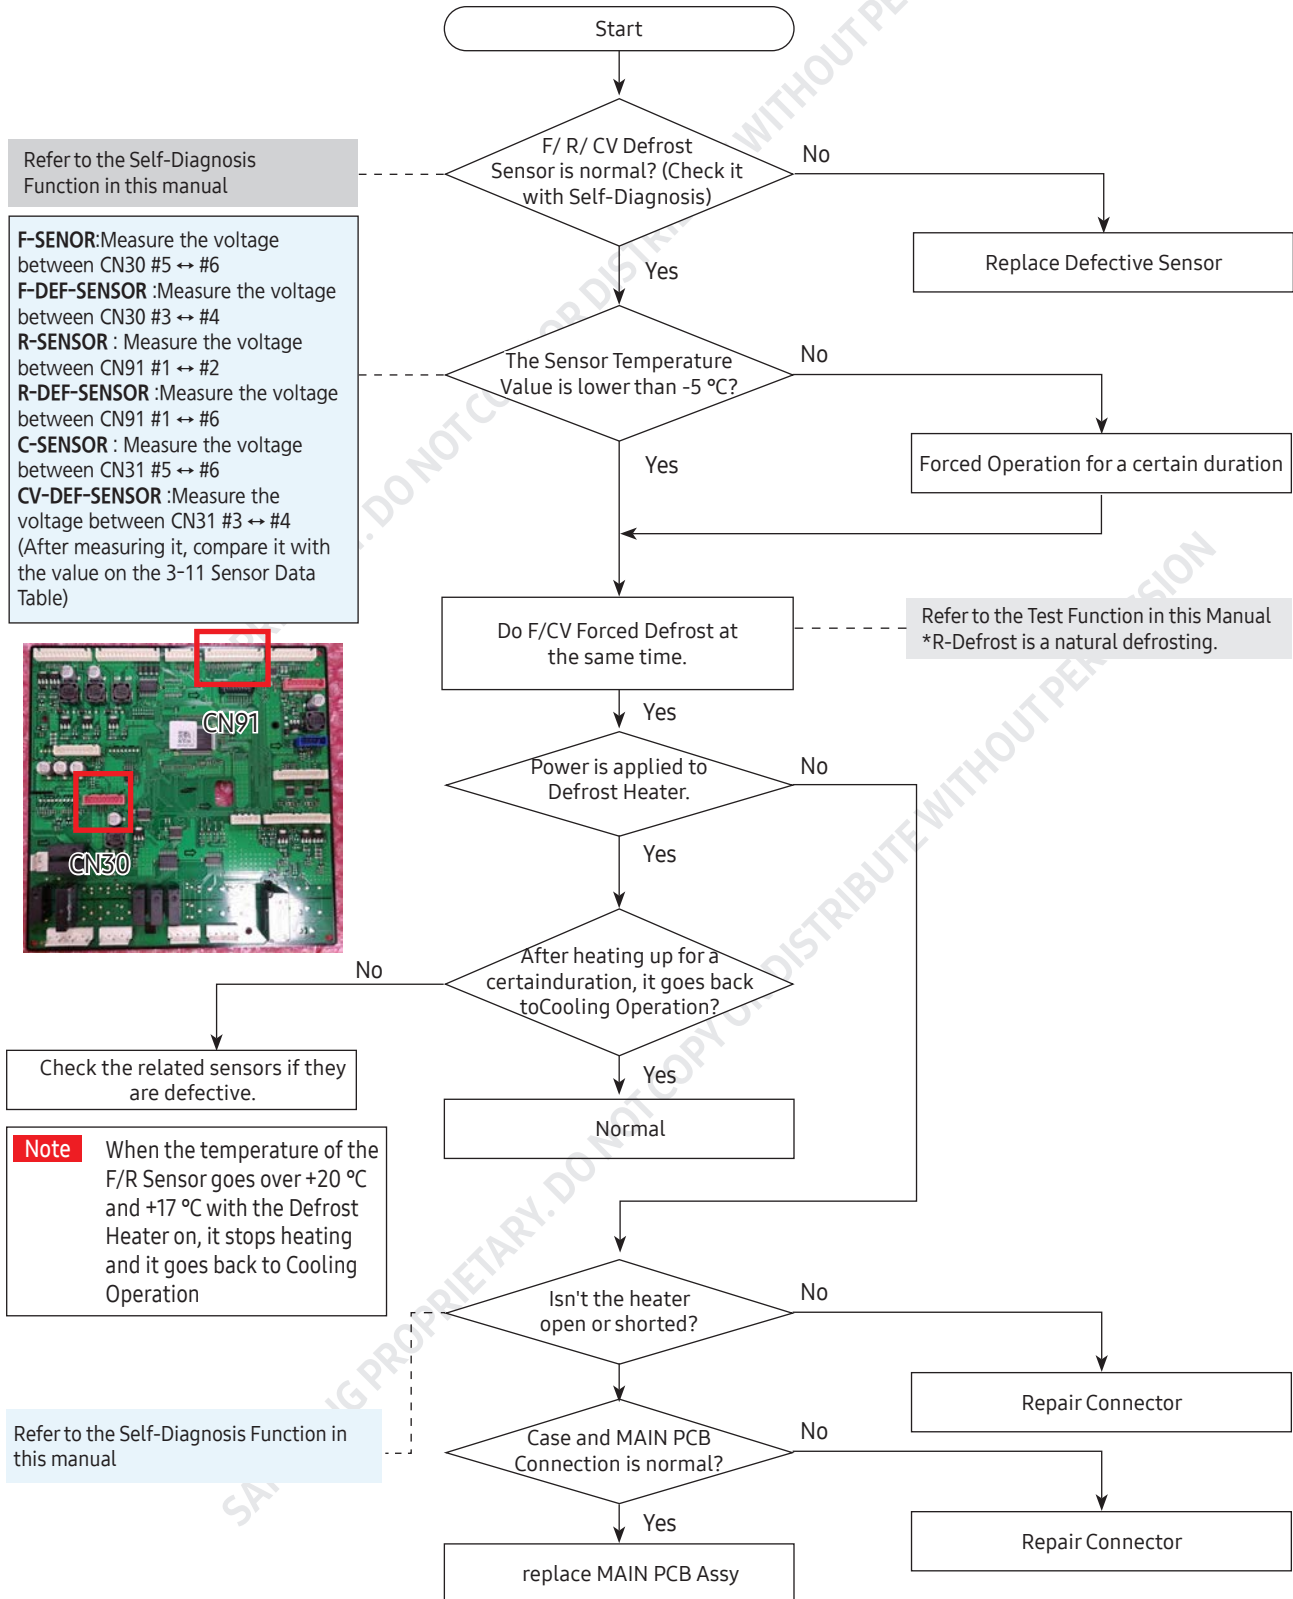 Start
F/ R/ CV Defrost
Sensor is normal? (Check it
with Self-Diagnosis)
No
Refer to the Self-Diagnosis
Function in this manual
Replace Defective Sensor
Yes
F-SENOR:Measure the voltage
between CN30 #5 ↔ #6
F-DEF-SENSOR :Measure the voltage
between CN30 #3 ↔ #4
R-SENSOR : Measure the voltage
between CN91 #1 ↔ #2
R-DEF-SENSOR :Measure the voltage
between CN91 #1 ↔ #6
C-SENSOR : Measure the voltage
between CN31 #5 ↔ #6
CV-DEF-SENSOR :Measure the
voltage between CN31 #3 ↔ #4
(After measuring it, compare it with
the value on the 3-11 Sensor Data
Table)
The Sensor Temperature
Value is lower than -5 °C?
No
Yes
Forced Operation for a certain duration
Do F/CV Forced Defrost at
the same time.
Refer to the Test Function in this Manual
*R-Defrost is a natural defrosting.
Yes
CN91
CN30
Power is applied to
Defrost Heater.
No
Yes
After heating up for a
certainduration, it goes back
toCooling Operation?
No
Yes
Check the related sensors if they
are defective.
Normal
Note
When the temperature of the
F/R Sensor goes over +20 °C
and +17 °C with the Defrost
Heater on, it stops heating
and it goes back to Cooling
Operation
Isn't the heater
open or shorted?
No
Repair Connector
Refer to the Self-Diagnosis Function in
this manual
Case and MAIN PCB
Connection is normal?
No
Repair Connector
Yes
replace MAIN PCB Assy
PROPRIETARY. DO NOT COPY OR DISTRIBUTE WITHOUT PERMISSION